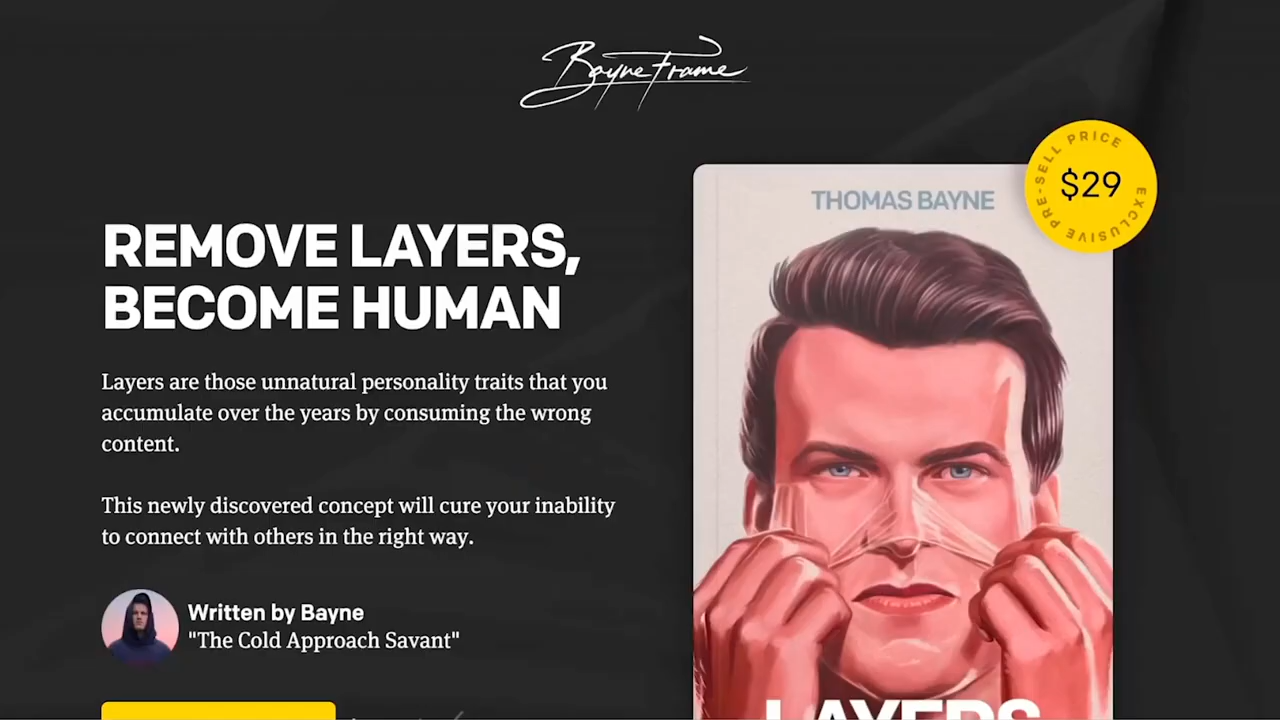 Bayne Frame
PRE-SELL PRICE
$29
EXCLUSIVE
THOMAS BAYNE
REMOVE LAYERS,
BECOME HUMAN
Layers are those unnatural personality traits that you
accumulate over the years by consuming the wrong
content.
This newly discovered concept will cure your inability
to connect with others in the right way.
Written by Bayne
"The Cold Approach Savant"
LAYERS